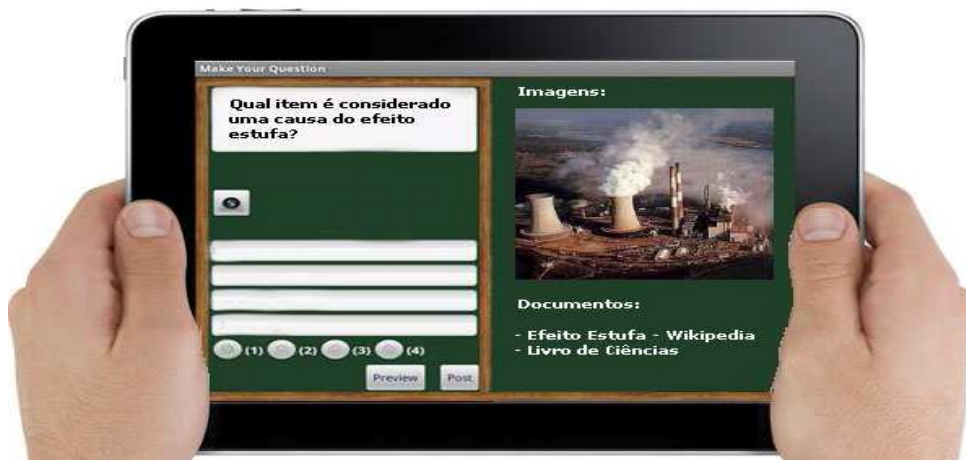 Make Your Question
Qual item é considerado
uma causa do efeito
estufa?
(1) (2) (3) (4)
Preview Post
Imagens:
Documentos:
- Efeito Estufa - Wikipedia
- Livro de Ciências